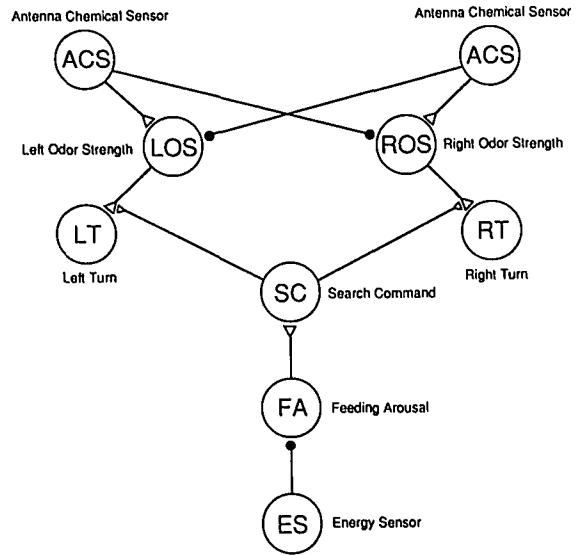 Antenna Chemical Sensor
Antenna Chemical Sensor
ACS
ACS
Left Odor Strength
LOS
ROS
Right Odor Strength
LT
RT
Left Turn
Right Turn
SC
Search Command
FA
Feeding Arousal
ES
Energy Sensor